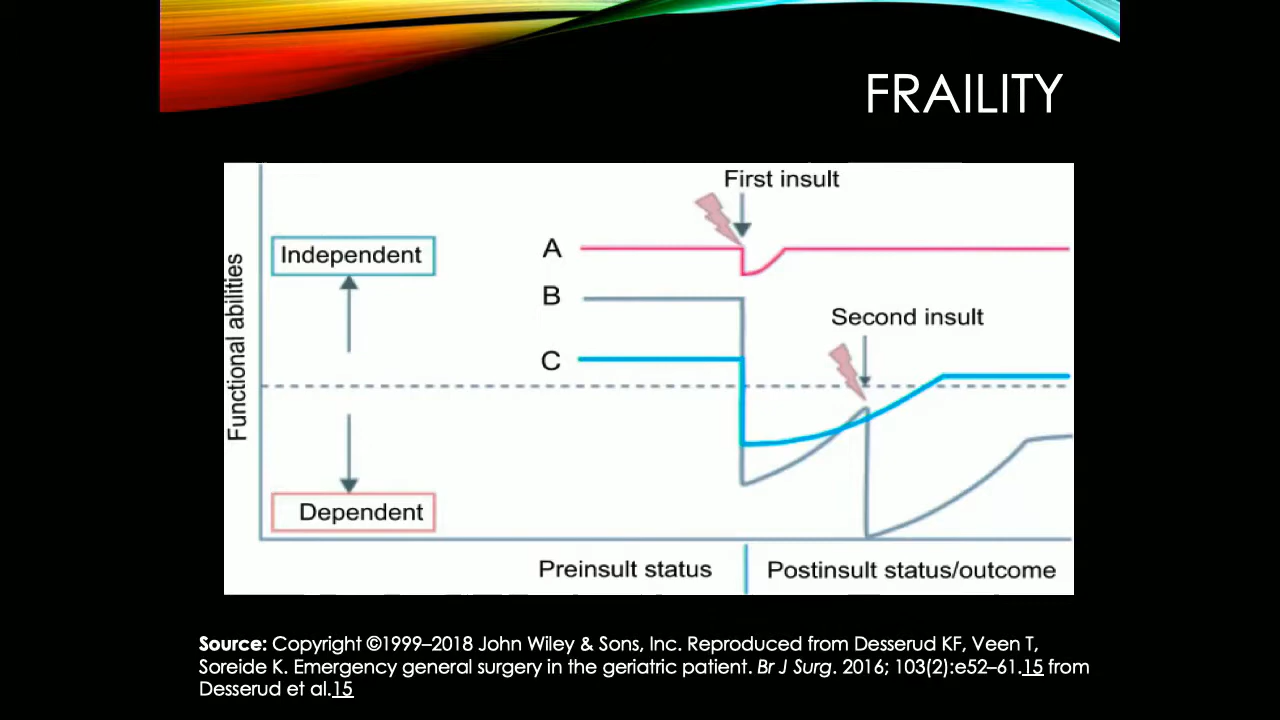 FRAILITY
First insult
Independent
A
B
Second insult
C
Functional abilities
Dependent
Preinsult status
Postinsult status/outcome
Source: Copyright ©1999–2018 John Wiley & Sons, Inc. Reproduced from Desserud KF, Veen T,
Soreide K. Emergency general surgery in the geriatric patient. Br J Surg. 2016; 103(2):e52–61.15 from
Desserud et al.15